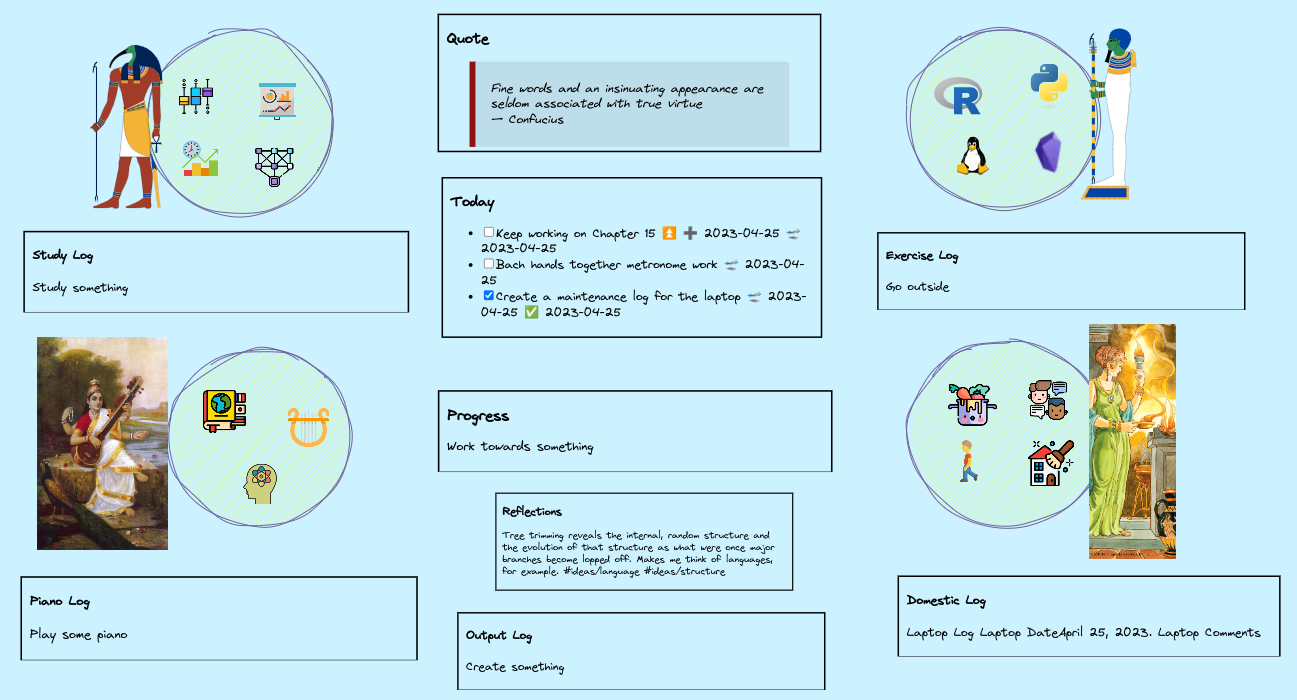 Quote
Fine words and an insinuating appearance are
seldom associated with true virtue
— Confucius
Today
Keep working on Chapter 15 ⏫ ➕ 2023-04-25 🛫
2023-04-25
Bach hands together metronome work 🛫 2023-04-
25
Create a maintenance log for the laptop 🛫 2023-
04-25 ✅ 2023-04-25
Study Log
Study something
R
Exercise Log
Go outside
Progress
Work towards something
Reflections
Tree trimming reveals the internal, random structure and
the evolution of that structure as what were once major
branches become lopped off. Makes me think of languages,
for example. #ideas/language #ideas/structure
Piano Log
Play some piano
Output Log
Create something
Domestic Log
Laptop Log Laptop DateApril 25, 2023. Laptop Comments